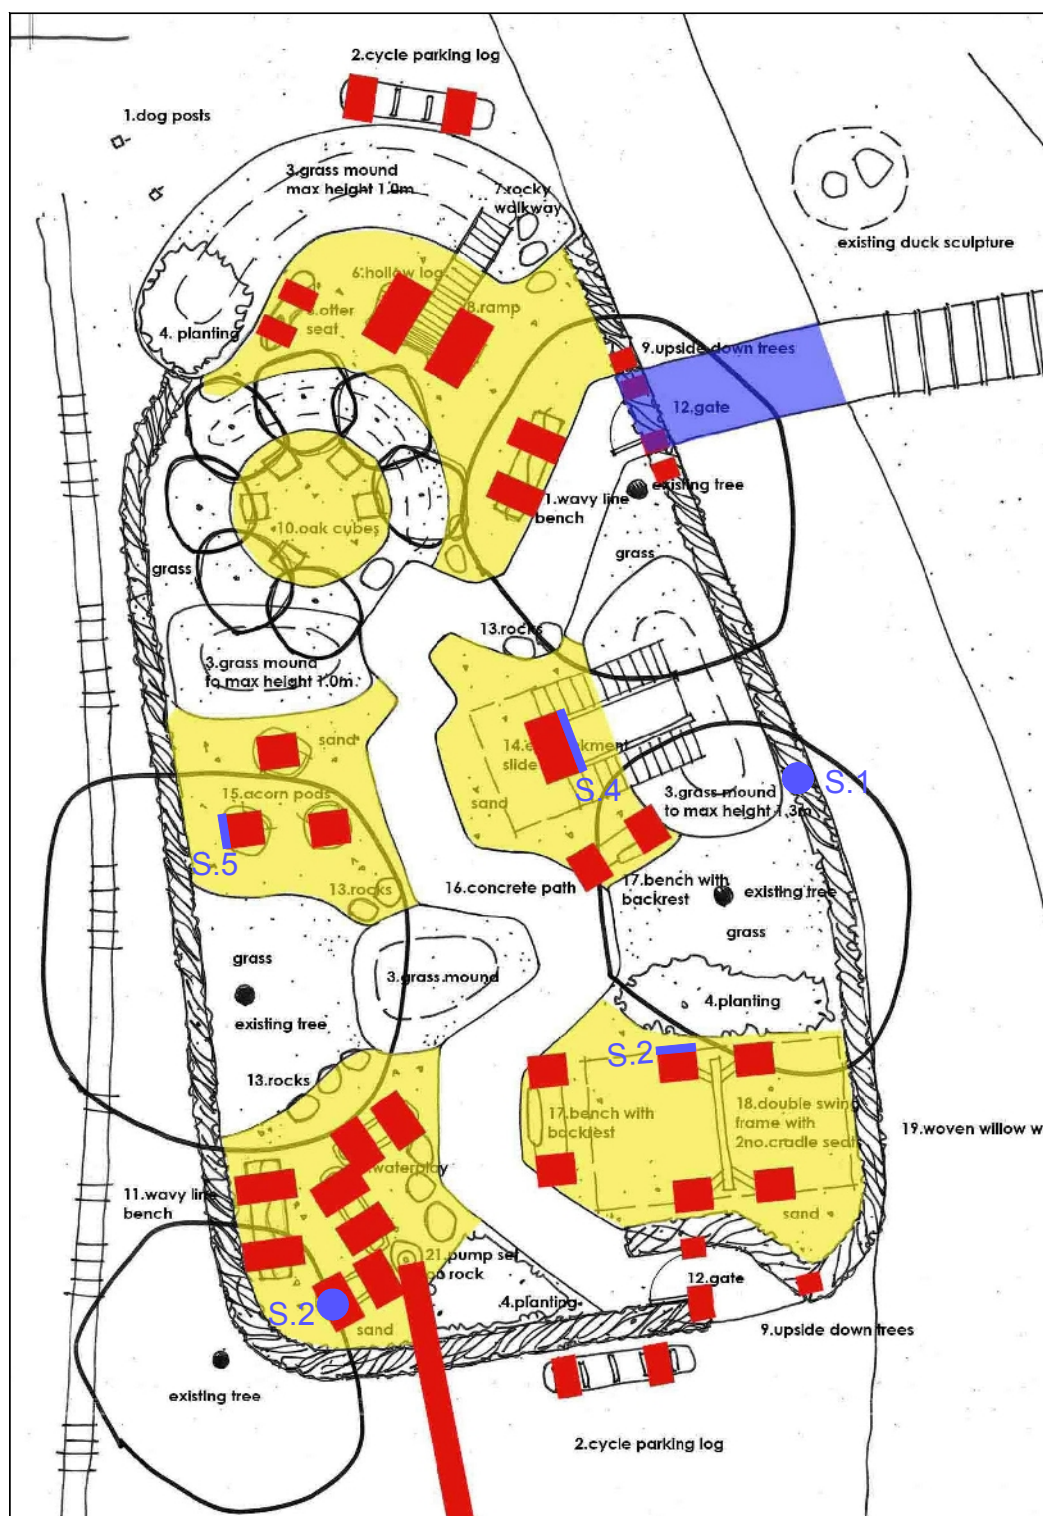 2.cycle parking log
1.dog posts
3.grass mound
max height 1.0m
7.rocky
walkway
existing duck sculpture
6.hollow log
8.ramp
otter
seat
4. planting
9.upside down trees
12.gate
existing tree
1.wavy line
bench
10.oak cubes
grass
grass
13.rocks
3.grass mound
to max height 1.0m
sand
14.e
kment
slide
S.4
S.1
15.acorn pods
sand
3.grass mound
to max height 1.3m
S.5
13.rocks
16.concrete path
17.bench with
backrest
existing tree
grass
grass
3.grass mound
4.planting
existing tree
S.2
13.rocks
17.bench with
backrest
18.double swing
frame with
2no.cradle seats
19.woven willow w
waterplay
11.wavy line
bench
sand
21.pump set
rock
12.gate
4.planting
S.2
sand
9.upside down trees
existing tree
2.cycle parking log